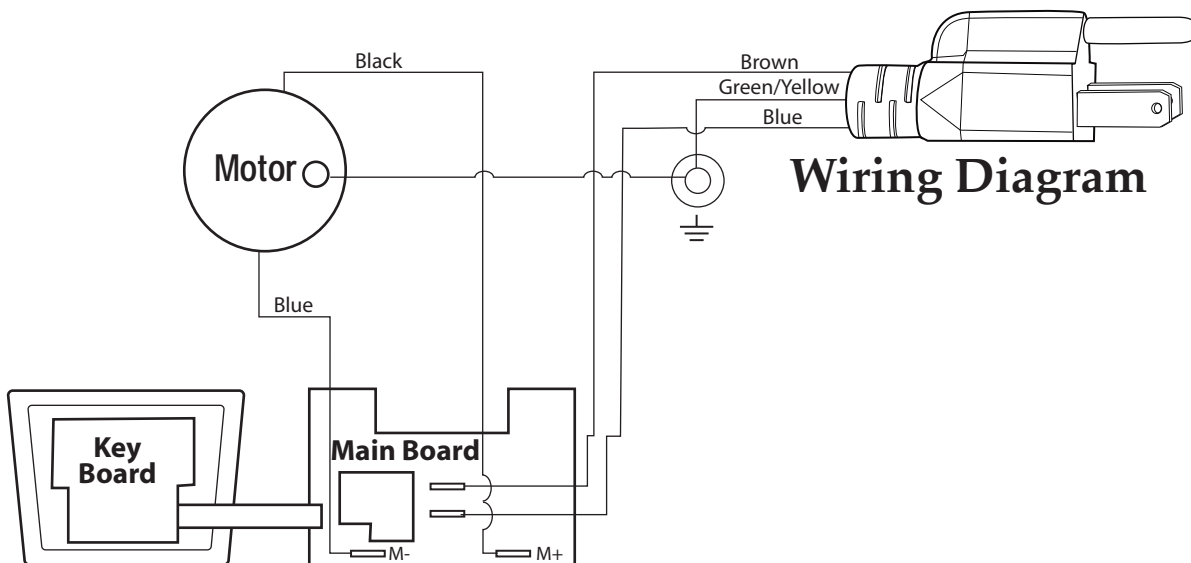 Black
Brown
Green/Yellow
Blue
Motor
Wiring Diagram
Blue
Key
Board
Main Board
M-
M+